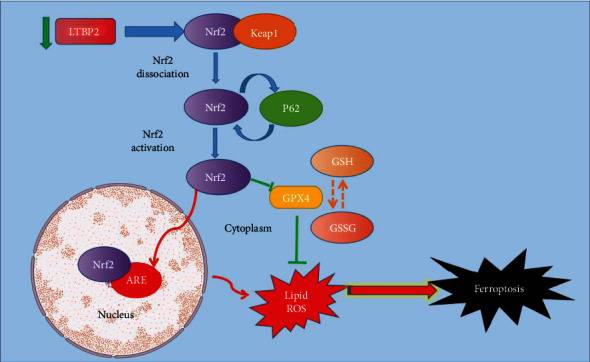 LTBP2
Nrf2
Keap1
Nrf2
dissociation
Nrf2
P62
Nrf2
activation
Nrf2
GSH
GPX4
GSSG
Cytoplasm
Nrf2
ARE
Nucleus
Lipid
ROS
Ferroptosis